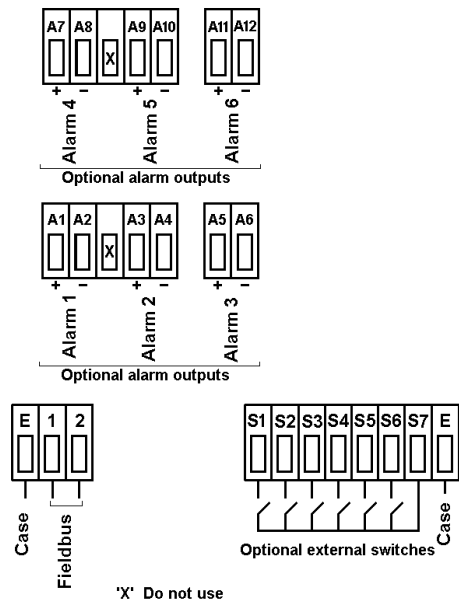 A7 A8 X A9 A10 A11 A12
+ − + − + −
Alarm 4 Alarm 5 Alarm 6
Optional alarm outputs
A1 A2 X A3 A4 A5 A6
+ − + − + −
Alarm 1 Alarm 2 Alarm 3
Optional alarm outputs
E 1 2
Case Fieldbus
S1 S2 S3 S4 S5 S6 S7 E
Case
Optional external switches
'X' Do not use